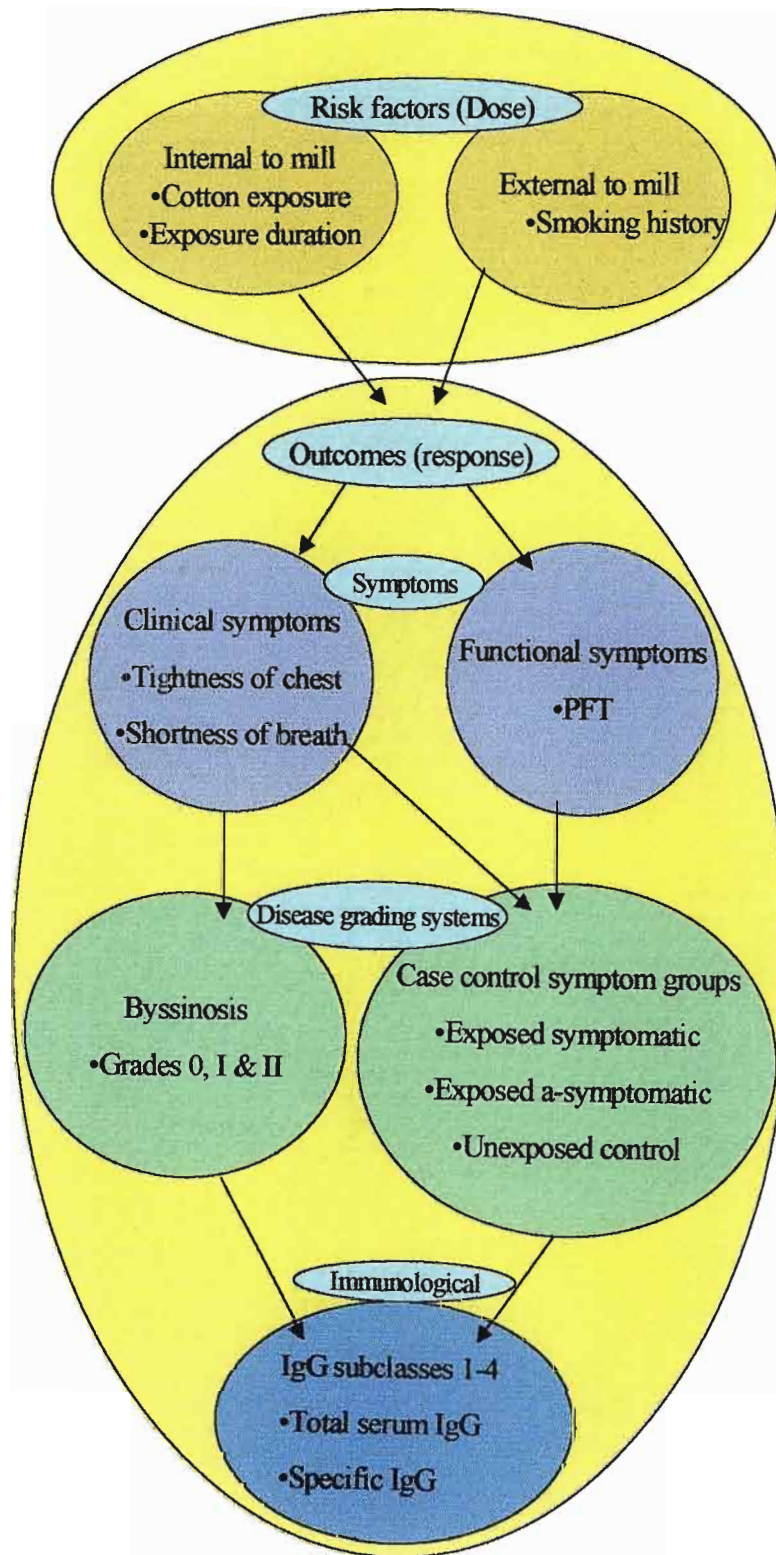 Risk factors (Dose)
Internal to mill
•Cotton exposure
•Exposure duration
External to mill
•Smoking history
Outcomes (response)
Symptoms
Clinical symptoms
•Tightness of chest
•Shortness of breath
Functional symptoms
•PFT
Disease grading systems
Byssinosis
•Grades 0, I & II
Case control symptom groups
•Exposed symptomatic
•Exposed a-symptomatic
•Unexposed control
Immunological
IgG subclasses 1-4
•Total serum IgG
•Specific IgG